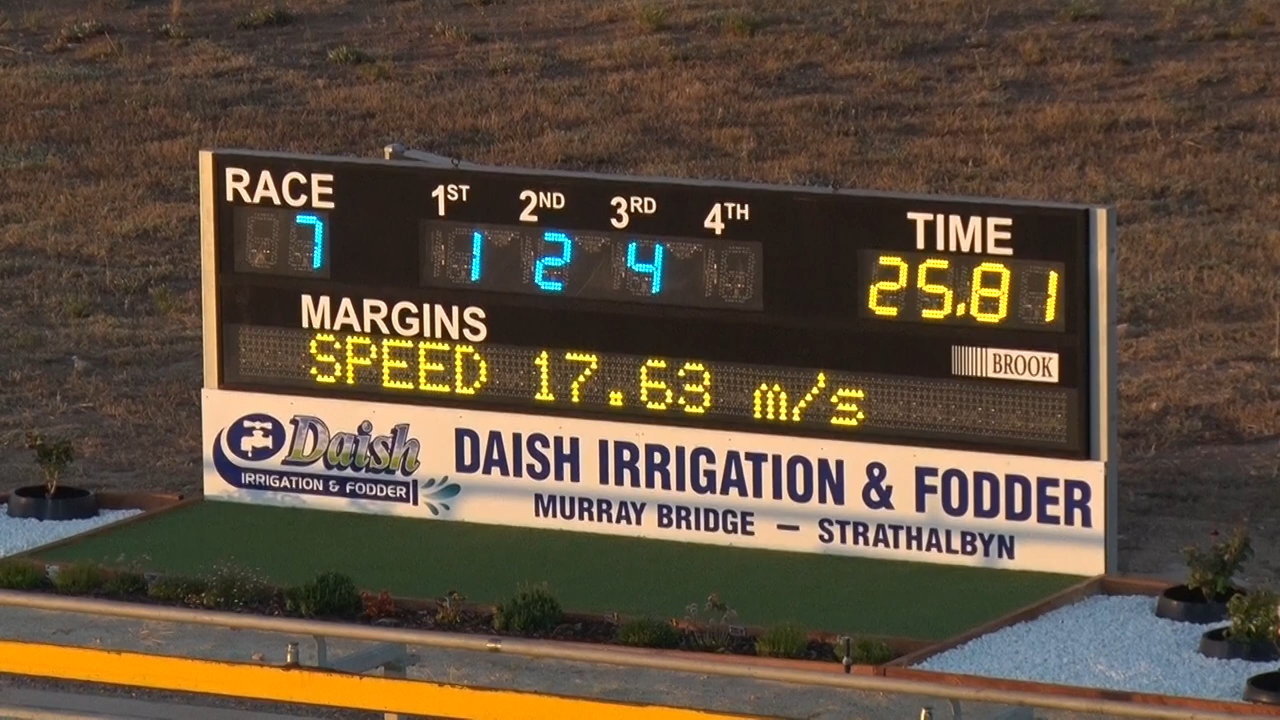 RACE 1ST 2ND 3RD 4TH TIME
7 1 2 4 25.81
MARGINS
BROOK
SPEED 17.63 m/s
Daish
IRRIGATION & FODDER
DAISH IRRIGATION & FODDER
MURRAY BRIDGE — STRATHALBYN